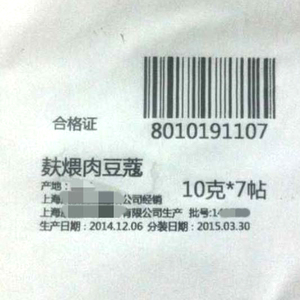 合格证
8010191107
麸煨肉豆蔻
10克*7帖
产地：
上海 公司经销
上海 有限公司生产 批号:14
生产日期：2014.12.06 分装日期：2015.03.30